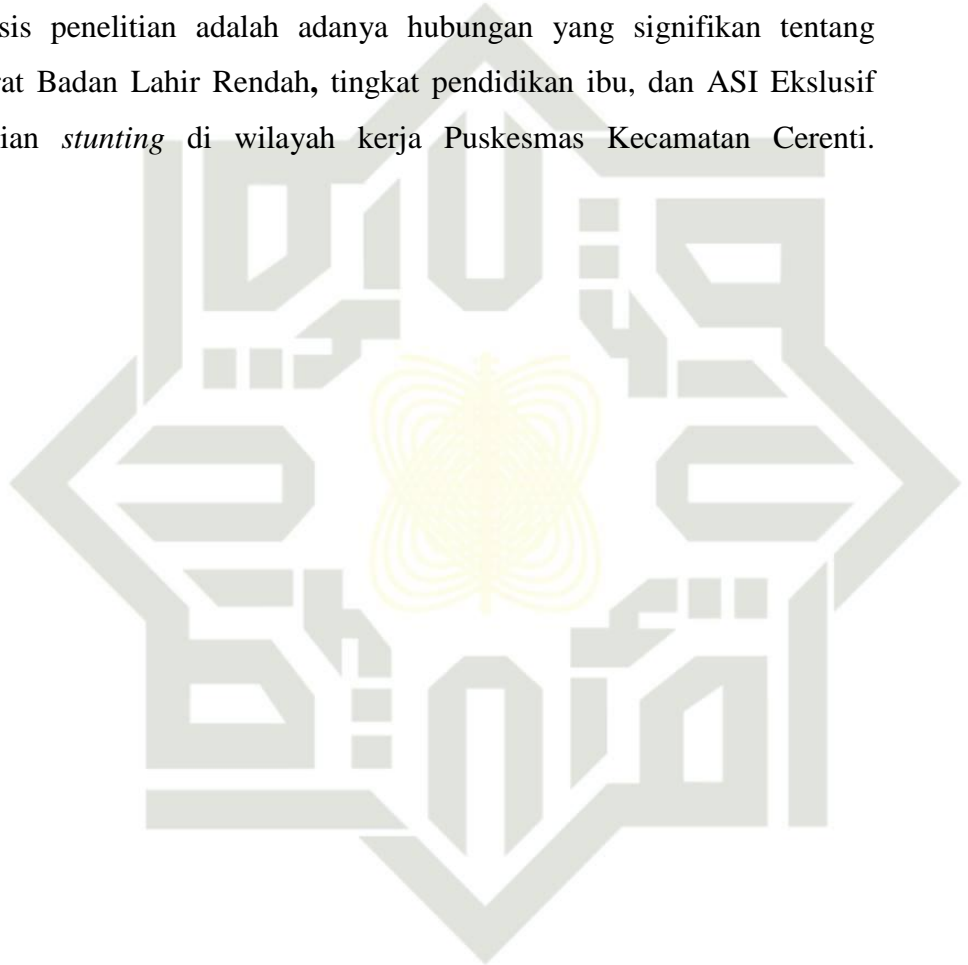 sis penelitian adalah adanya hubungan yang signifikan tentang
rat Badan Lahir Rendah, tingkat pendidikan ibu, dan ASI Ekslusif
ian stunting di wilayah kerja Puskesmas Kecamatan Cerenti.